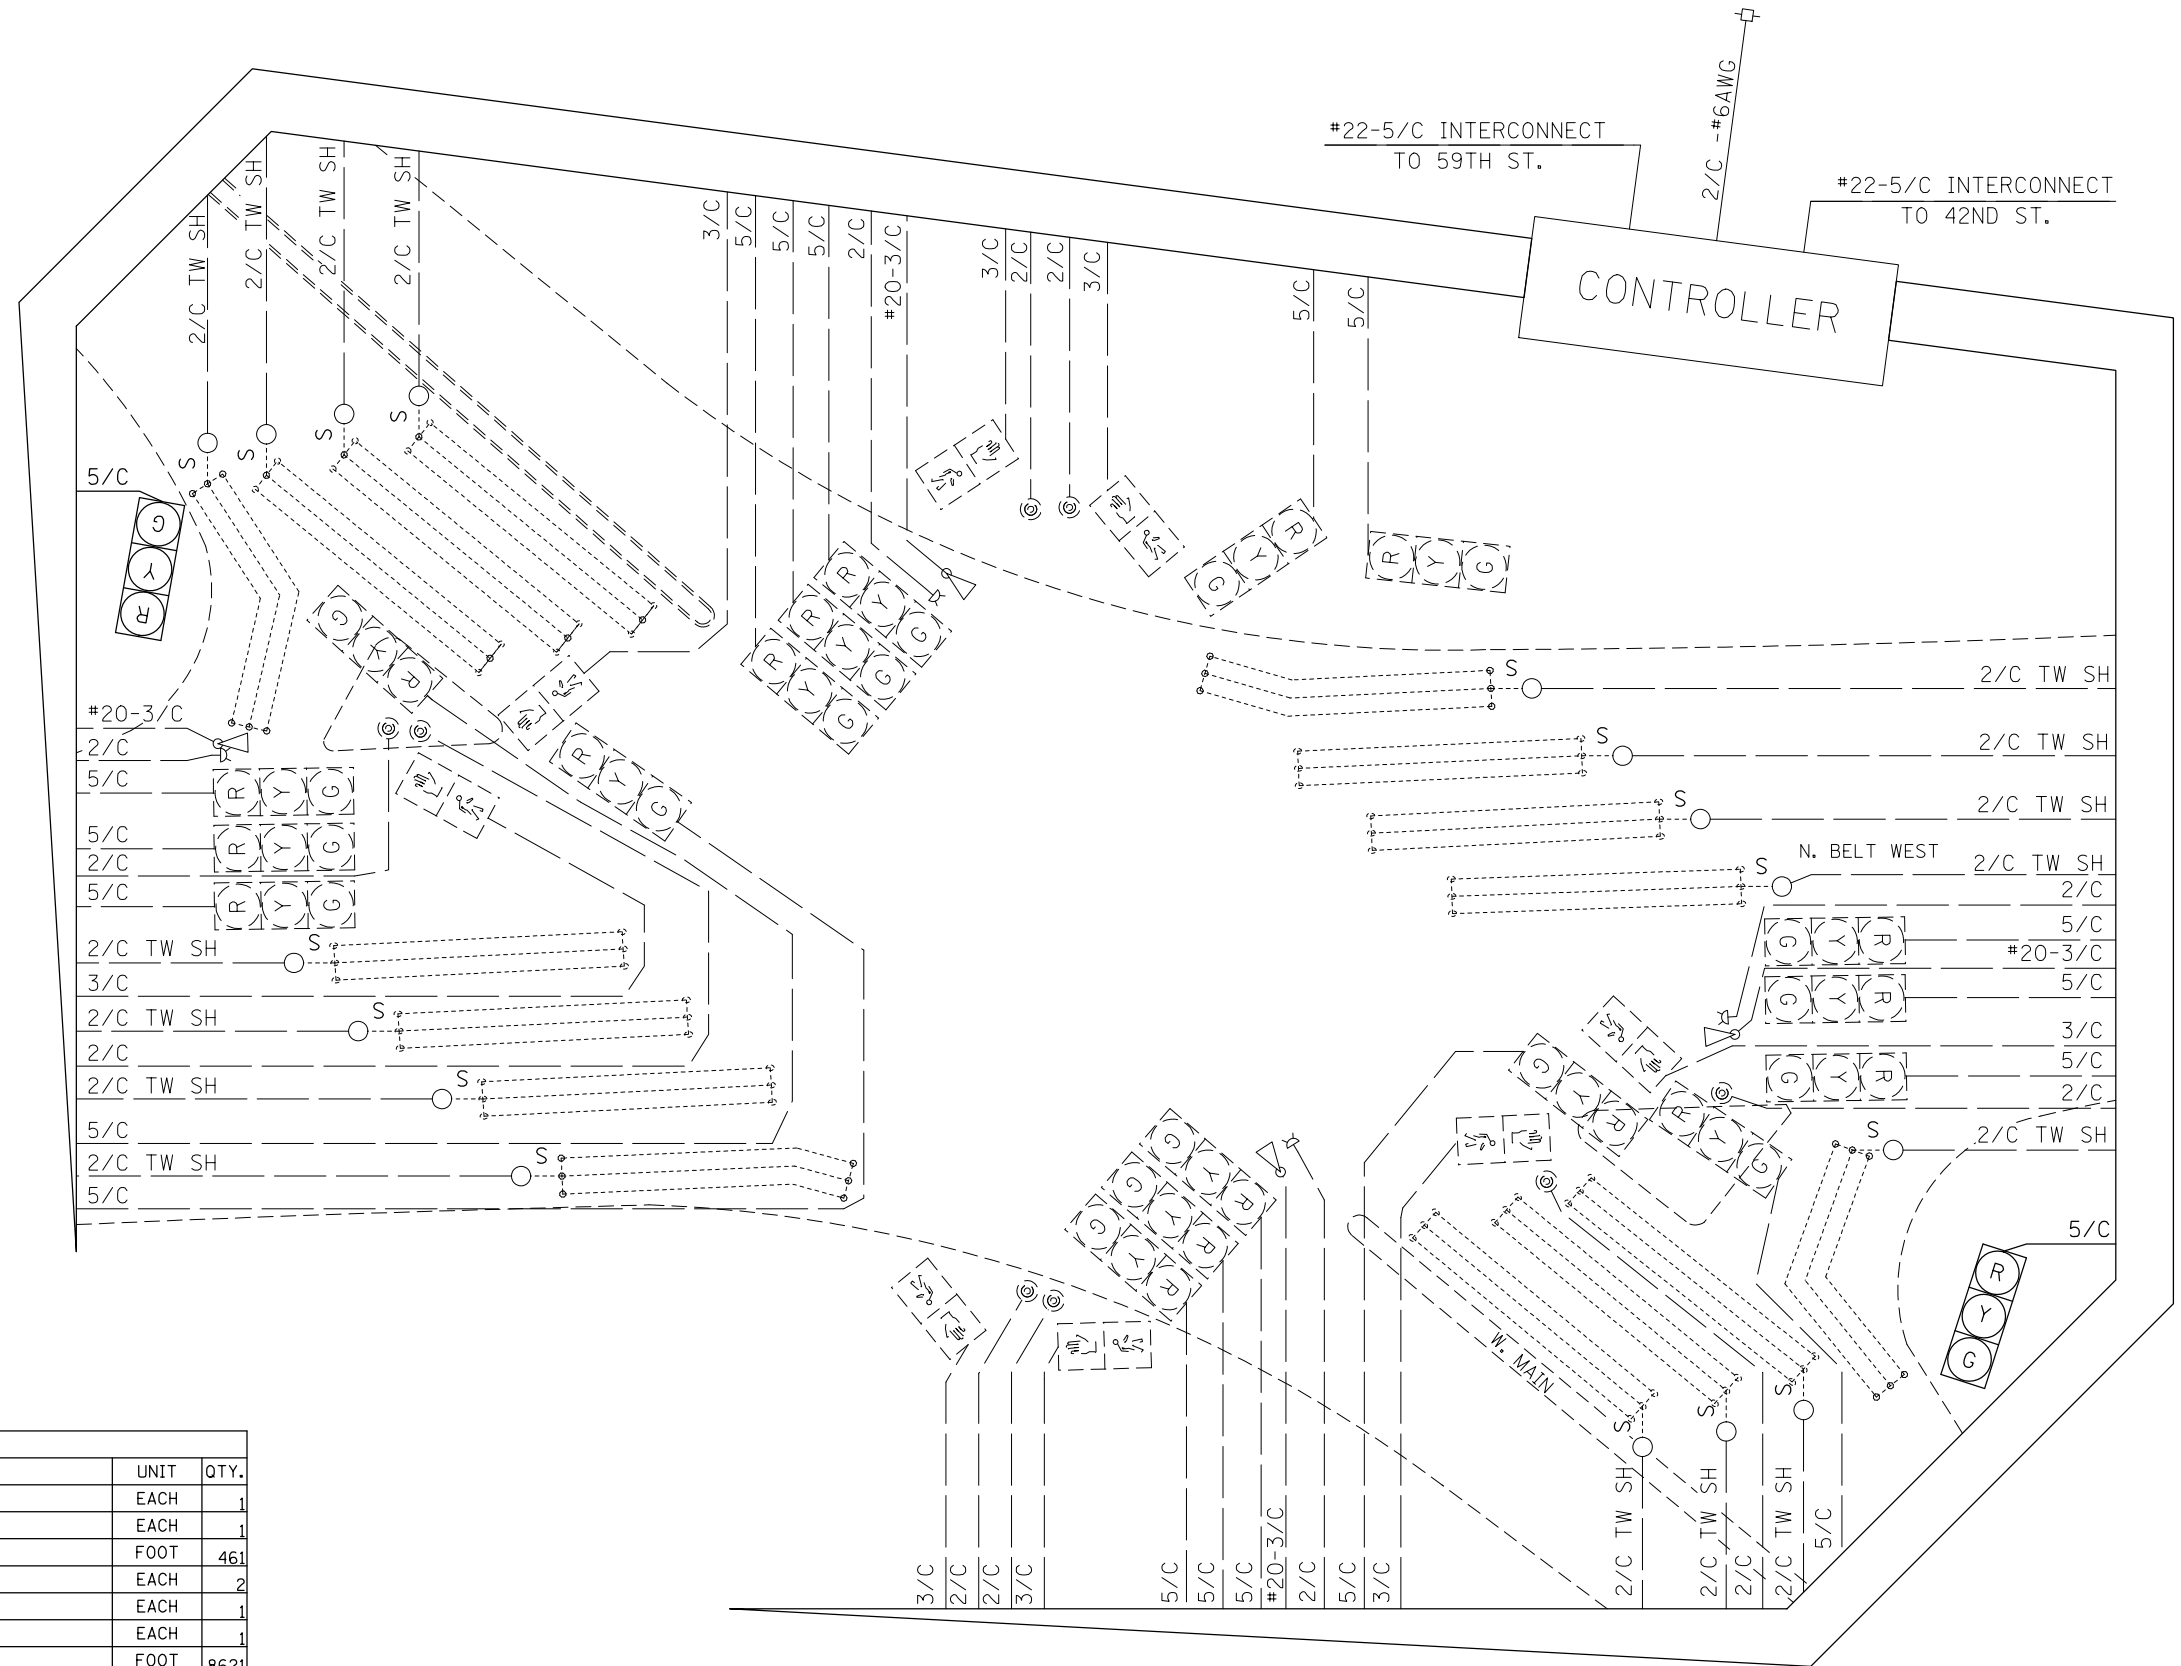 2/C -#6AWG
#22-5/C INTERCONNECT
TO 59TH ST.
#22-5/C INTERCONNECT
TO 42ND ST.
CONTROLLER
2/C TW SH
2/C TW SH
2/C TW SH
2/C TW SH
3/C
5/C
5/C
5/C
2/C
#20-3/C
3/C
2/C
2/C
3/C
5/C
5/C
S
S
S
S
5/C
G
Y
R
G
Y
R
R
Y
G
R
Y
G
R
Y
G
R
Y
G
G
Y
R
R
Y
G
#20-3/C
2/C
5/C
R Y G
5/C
R Y G
2/C
5/C
R Y G
2/C TW SH
S
3/C
2/C TW SH
S
2/C
2/C TW SH
S
5/C
2/C TW SH
S
5/C
S
2/C TW SH
S
2/C TW SH
S
2/C TW SH
N. BELT WEST
S
2/C TW SH
2/C
G Y R
5/C
#20-3/C
G Y R
5/C
3/C
G Y R
5/C
2/C
S
2/C TW SH
5/C
R
Y
G
G
Y
R
R
Y
G
G
Y
R
G
Y
R
G
Y
R
W. MAIN
S
S
S
3/C
2/C
2/C
3/C
5/C
5/C
5/C
#20-3/C
2/C
5/C
3/C
2/C TW SH
2/C TW SH
2/C
2/C TW SH
5/C
UNIT QTY.
EACH 1
EACH 1
FOOT 461
EACH 2
EACH 1
EACH 1
FOOT 8621